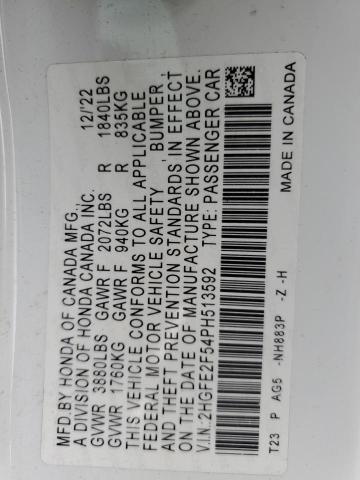 MFD.BY HONDA OF CANADA MFG.,
A DIVISION OF HONDA CANADA INC. 12/'22
GVWR 3880LBS GAWR F 2072LBS R 1840LBS
GVWR 1760KG GAWR F 940KG R 835KG
THIS VEHICLE CONFORMS TO ALL APPLICABLE
FEDERAL MOTOR VEHICLE SAFETY , BUMPER ,
AND THEFT PREVENTION STANDARDS IN EFFECT
ON THE DATE OF MANUFACTURE SHOWN ABOVE.
V.I.N.:2HGFE2F54PH513592 TYPE: PASSENGER CAR
T23 P AG5 -NH883P -Z -H MADE IN CANADA